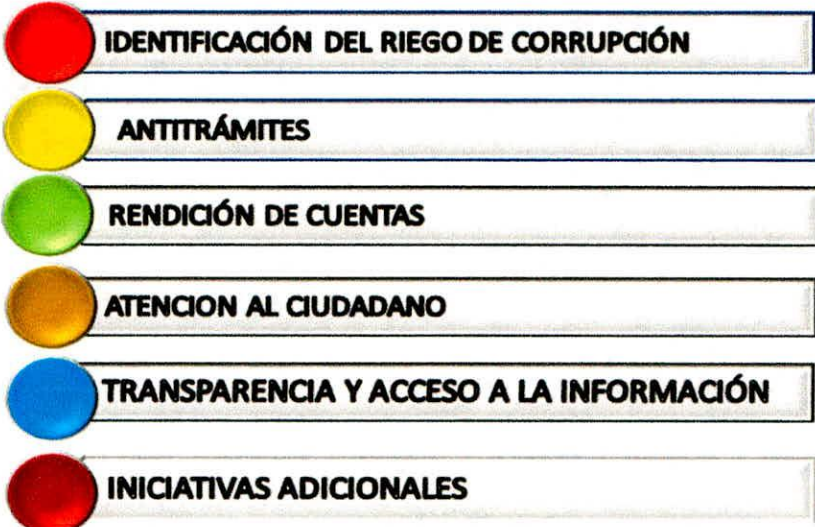 IDENTIFICACIÓN DEL RIEGO DE CORRUPCIÓN
ANTITRÁMITES
RENDICIÓN DE CUENTAS
ATENCION AL CIUDADANO
TRANSPARENCIA Y ACCESO A LA INFORMACIÓN
INICIATIVAS ADICIONALES